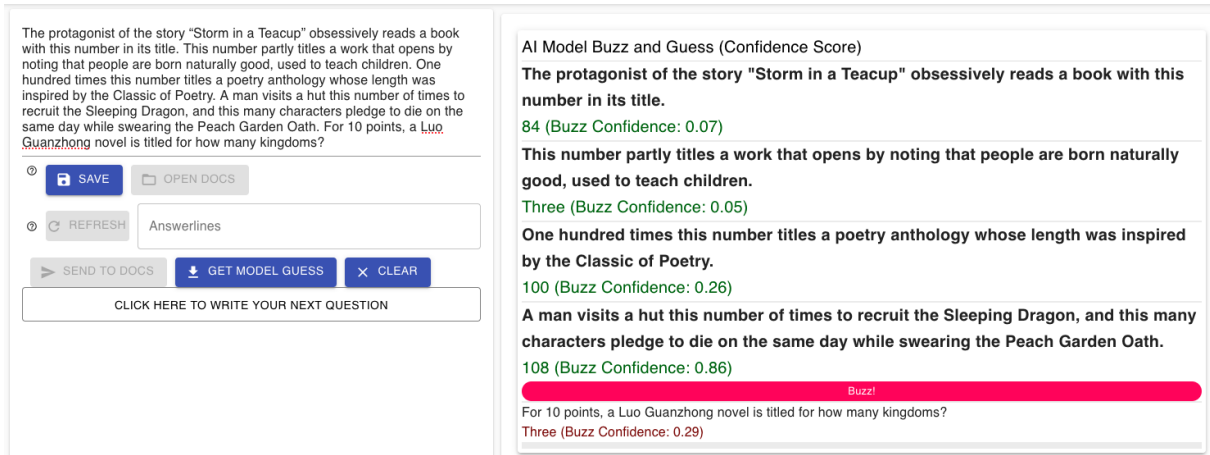 The protagonist of the story “Storm in a Teacup” obsessively reads a book
with this number in its title. This number partly titles a work that opens by
noting that people are born naturally good, used to teach children. One
hundred times this number titles a poetry anthology whose length was
inspired by the Classic of Poetry. A man visits a hut this number of times to
recruit the Sleeping Dragon, and this many characters pledge to die on the
same day while swearing the Peach Garden Oath. For 10 points, a Luo
Guanzhong novel is titled for how many kingdoms?
SAVE
OPEN DOCS
REFRESH
Answerlines
SEND TO DOCS
GET MODEL GUESS
CLEAR
CLICK HERE TO WRITE YOUR NEXT QUESTION
AI Model Buzz and Guess (Confidence Score)
The protagonist of the story "Storm in a Teacup" obsessively reads a book with this
number in its title.
84 (Buzz Confidence: 0.07)
This number partly titles a work that opens by noting that people are born naturally
good, used to teach children.
Three (Buzz Confidence: 0.05)
One hundred times this number titles a poetry anthology whose length was inspired
by the Classic of Poetry.
100 (Buzz Confidence: 0.26)
A man visits a hut this number of times to recruit the Sleeping Dragon, and this many
characters pledge to die on the same day while swearing the Peach Garden Oath.
108 (Buzz Confidence: 0.86)
Buzz!
For 10 points, a Luo Guanzhong novel is titled for how many kingdoms?
Three (Buzz Confidence: 0.29)